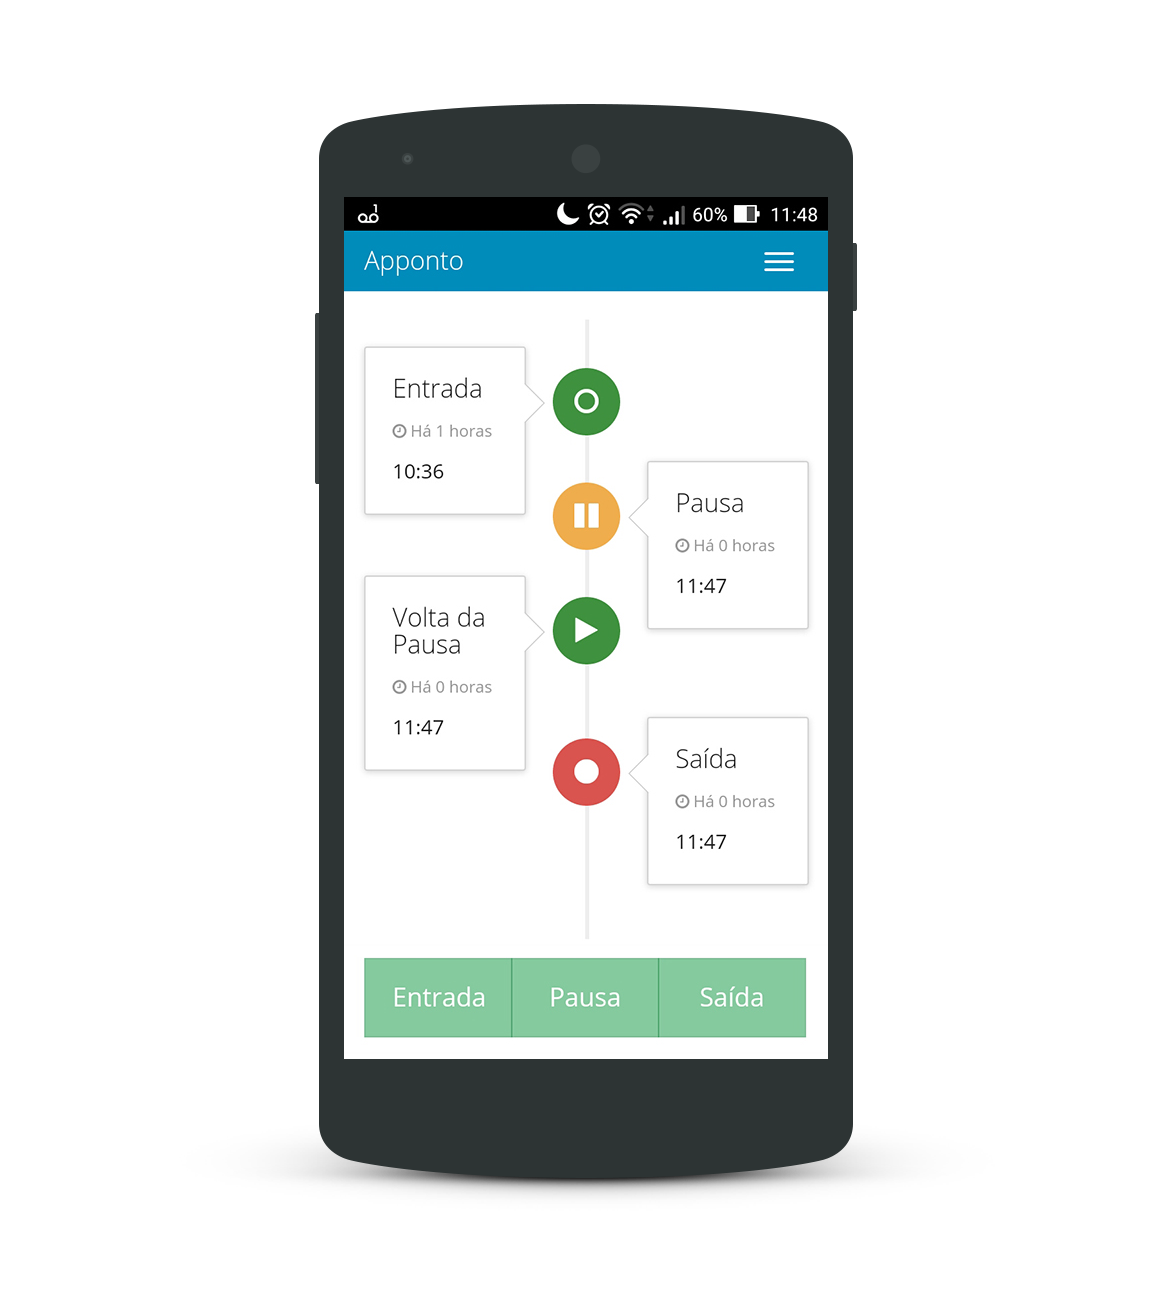 60% 11:48
Apponto
Entrada
Há 1 horas
10:36
Pausa
Há 0 horas
11:47
Volta da
Pausa
Há 0 horas
11:47
Saída
Há 0 horas
11:47
Entrada Pausa Saída